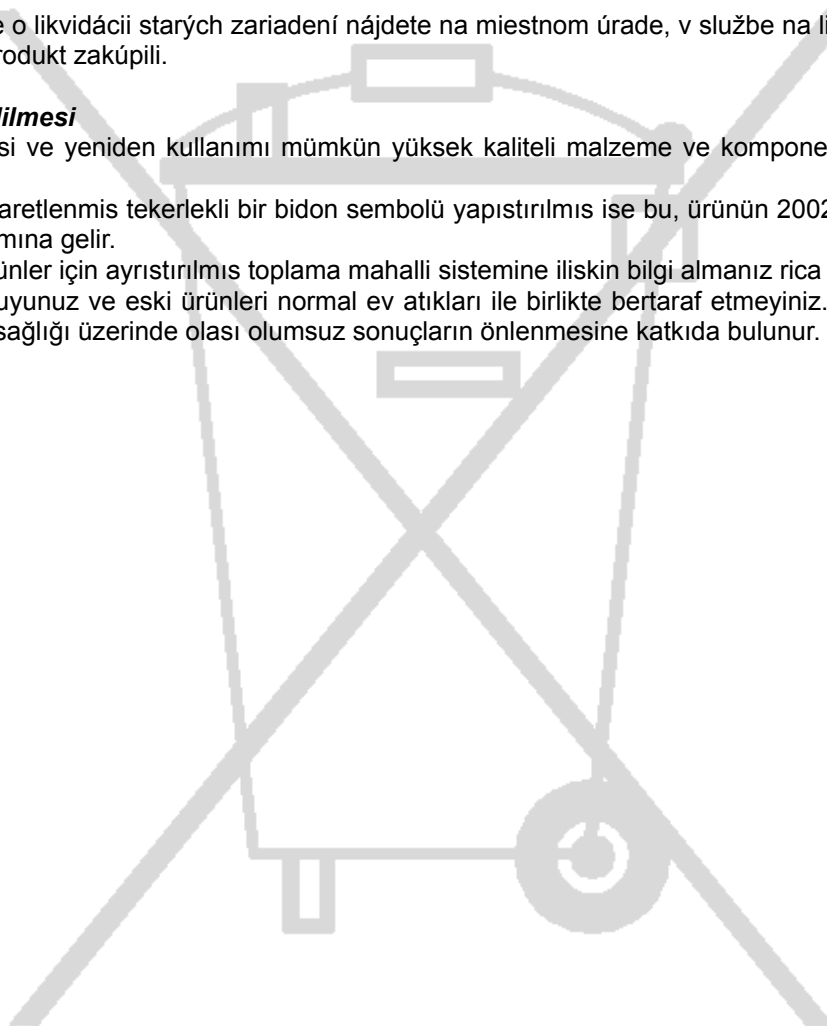 e o likvidácii starých zariadení nájdete na miestnom úrade, v službe na li
rodukt zakúpili.
dilmesi
si ve yeniden kullanımı mümkün yüksek kaliteli malzeme ve kompone
aretlenmis tekerlekli bir bidon sembolü yapıstırılmıs ise bu, ürünün 2002
mına gelir.
ünler için ayrıstırılmıs toplama mahalli sistemine iliskin bilgi almanız rica
uyunuz ve eski ürünleri normal ev atıkları ile birlikte bertaraf etmeyiniz.
sağlığı üzerinde olası olumsuz sonuçların önlenmesine katkıda bulunur.